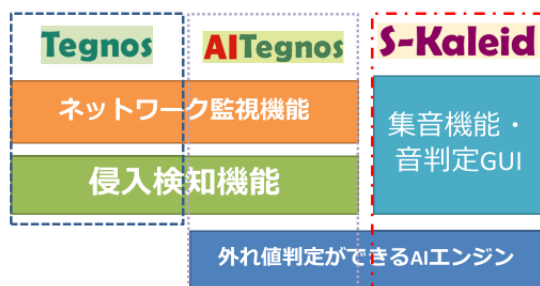 Tegnos
AITegnos
S-Kaleid
ネットワーク監視機能
集音機能・
音判定GUI
侵入検知機能
外れ値判定ができるAIエンジン